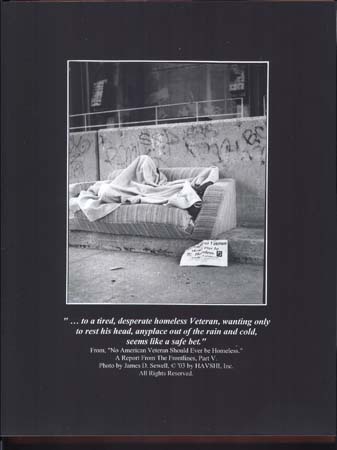 " ... to a tired, desperate homeless Veteran, wanting only
to rest his head, anyplace out of the rain and cold,
seems like a safe bet."
From, "No American Veteran Should Ever be Homeless."
A Report From The Frontlines, Part V.
Photo by James D. Sewell, © '03 by HAVSHI, Inc.
All Rights Reserved.